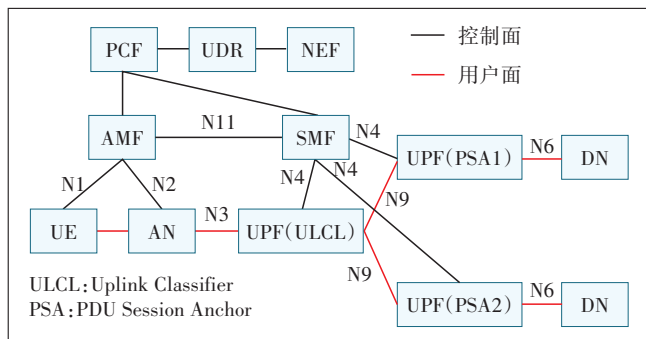 PCF
UDR
NEF
控制面
用户面
AMF
N11
SMF
N4
UPF(PSA1)
N6
DN
N1
N2
N4
N4
N9
UE
AN
N3
UPF(ULCL)
N9
ULCL:Uplink Classifier
PSA:PDU Session Anchor
UPF(PSA2)
N6
DN